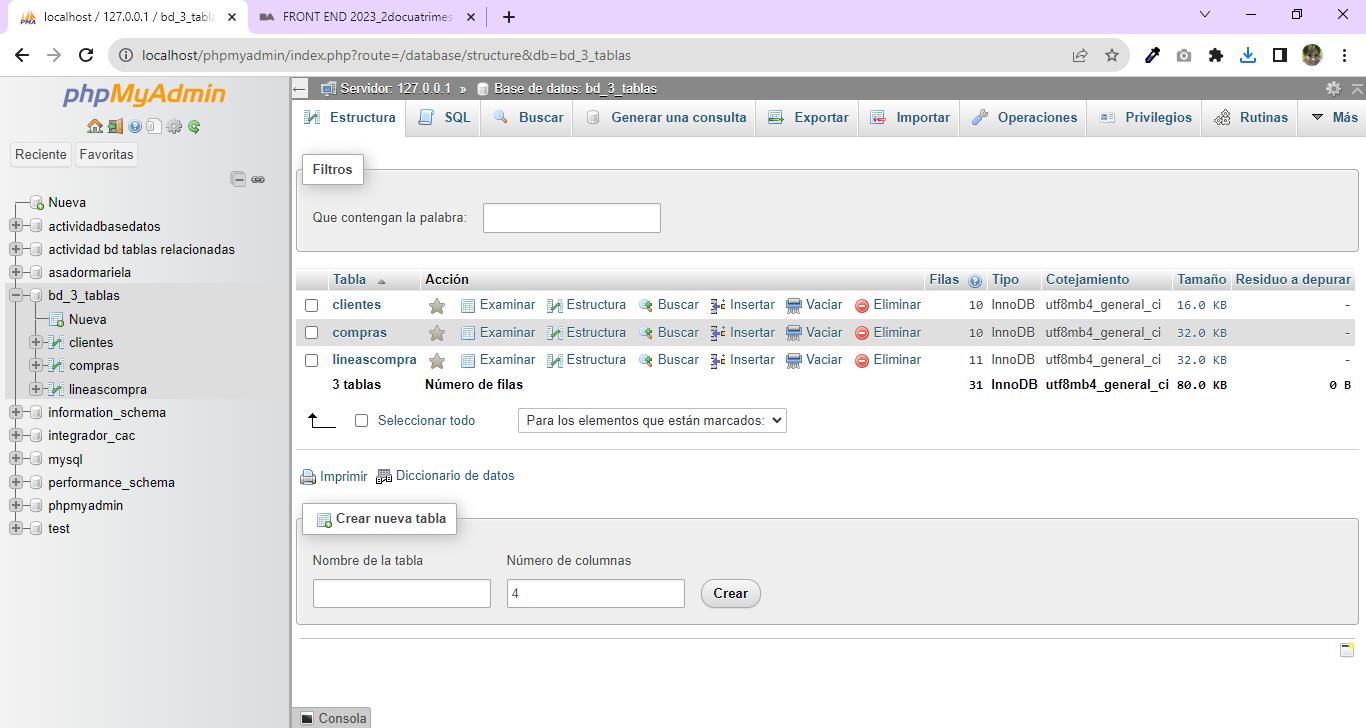 localhost / 127.0.0.1 / bd_3_tabla
FRONT END 2023_2docuatrimes
localhost/phpmyadmin/index.php?route=/database/structure&db=bd_3_tablas
phpMyAdmin
Reciente Favoritas
Nueva
actividadbasedatos
actividad bd tablas relacionadas
asadormariela
bd_3_tablas
Nueva
clientes
compras
lineascompra
information_schema
integrador_cac
mysql
performance_schema
phpmyadmin
test
Servidor: 127.0.0.1 » Base de datos: bd_3_tablas
Estructura SQL Buscar Generar una consulta Exportar Importar Operaciones Privilegios Rutinas Más
Filtros
Que contengan la palabra:
Tabla Acción Filas Tipo Cotejamiento Tamaño Residuo a depurar
clientes Examinar Estructura Buscar Insertar Vaciar Eliminar 10 InnoDB utf8mb4_general_ci 16.0 KB -
compras Examinar Estructura Buscar Insertar Vaciar Eliminar 10 InnoDB utf8mb4_general_ci 32.0 KB -
lineascompra Examinar Estructura Buscar Insertar Vaciar Eliminar 11 InnoDB utf8mb4_general_ci 32.0 KB -
3 tablas Número de filas 31 InnoDB utf8mb4_general_ci 80.0 KB 0 B
Seleccionar todo Para los elementos que están marcados:
Imprimir Diccionario de datos
Crear nueva tabla
Nombre de la tabla Número de columnas
4 Crear
Consola